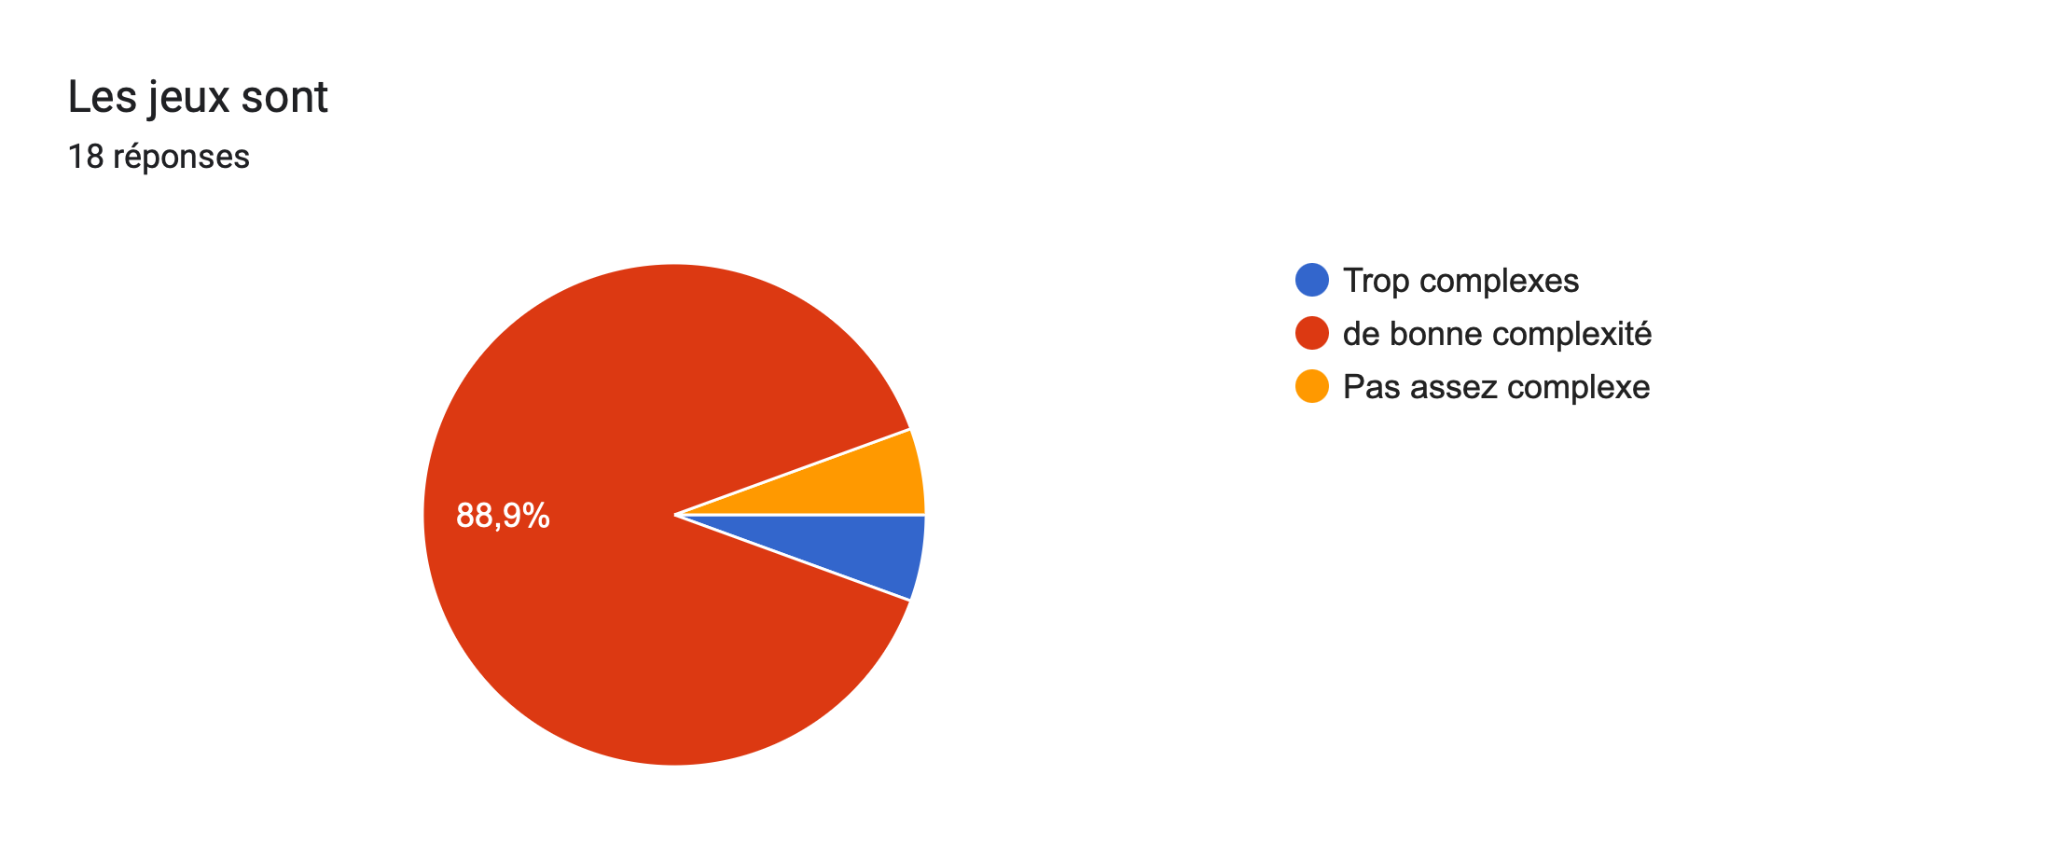 Les jeux sont
18 réponses
88,9%
Trop complexes
de bonne complexité
Pas assez complexe